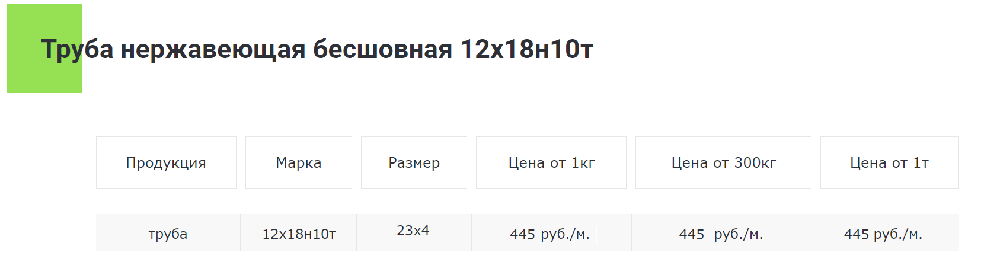 Труба нержавеющая бесшовная 12х18н10т
Продукция Марка Размер Цена от 1кг Цена от 300кг Цена от 1т
труба 12х18н10т 23х4 445 руб./м. 445 руб./м. 445 руб./м.